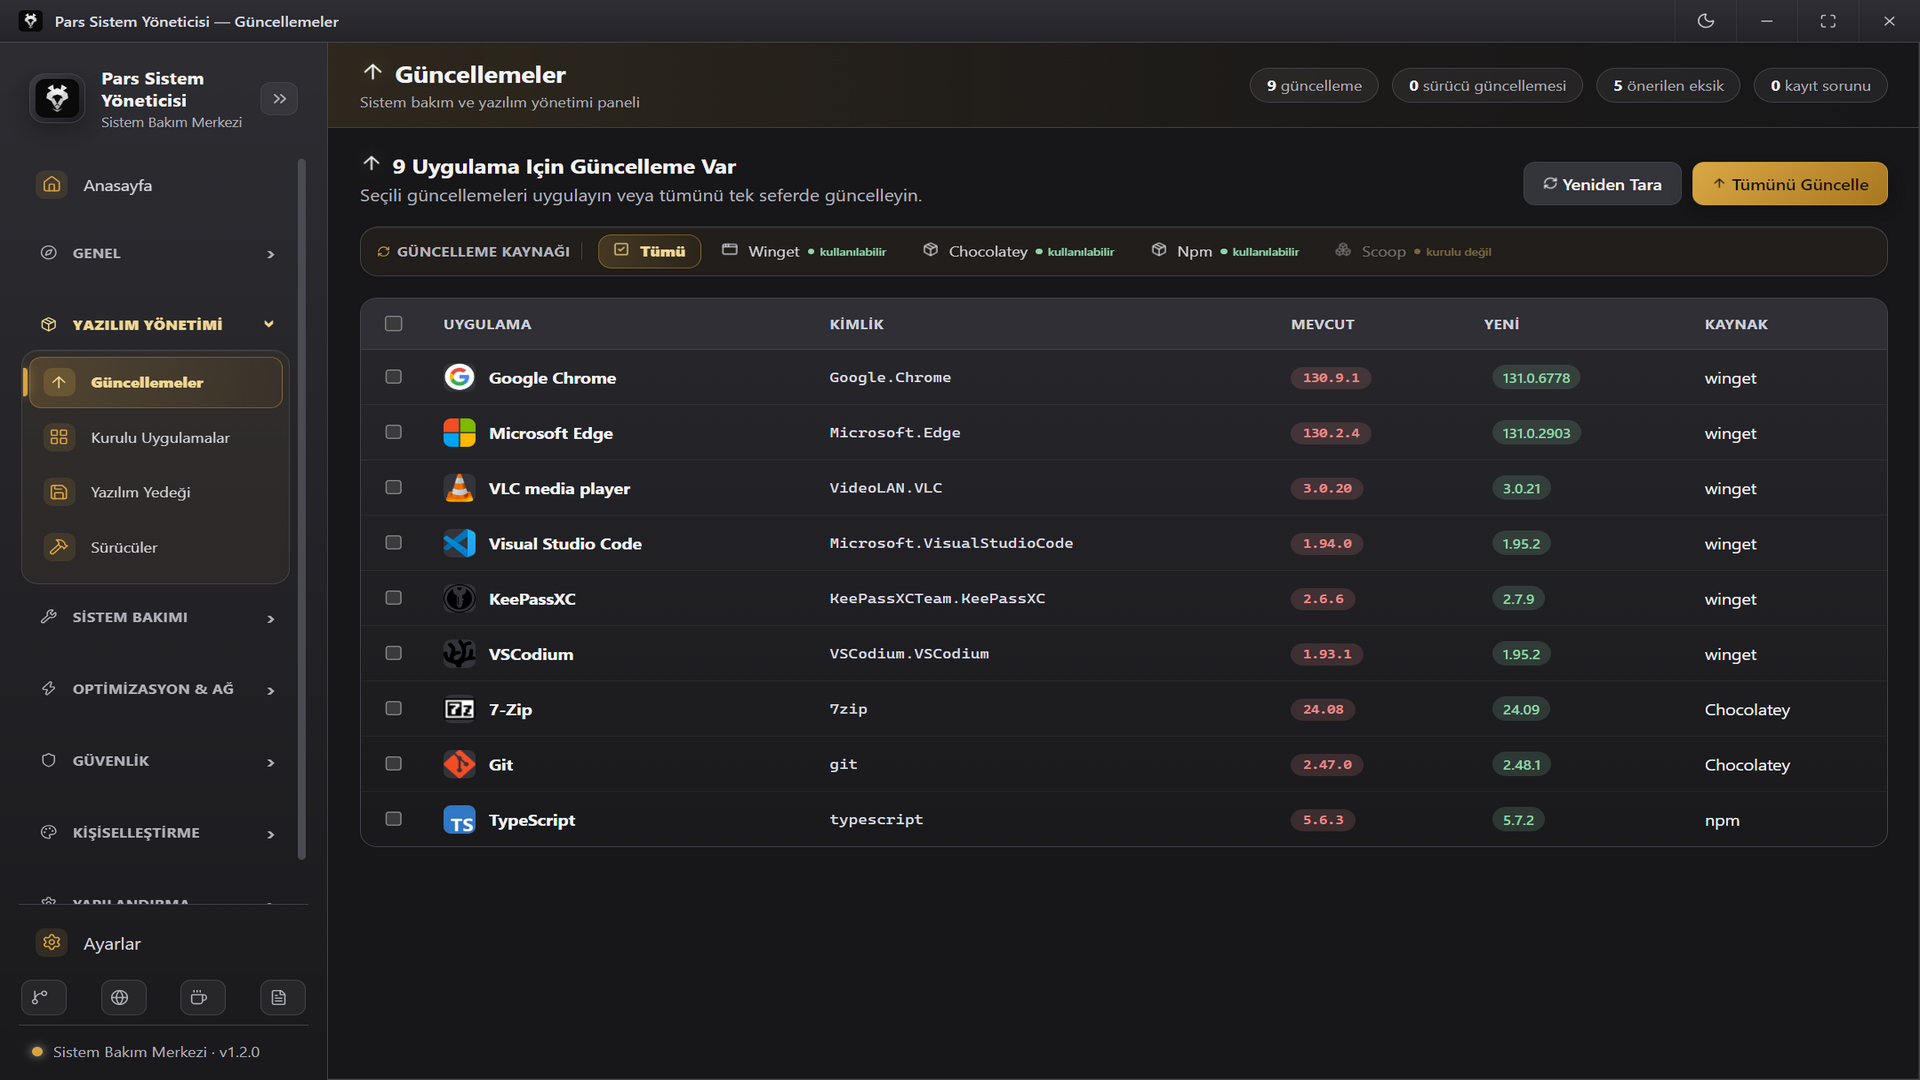 Pars Sistem Yöneticisi — Güncellemeler
Pars Sistem
Yöneticisi
Sistem Bakım Merkezi
Anasayfa
GENEL
YAZILIM YÖNETİMİ
Güncellemeler
Kurulu Uygulamalar
Yazılım Yedeği
Sürücüler
SİSTEM BAKIMI
OPTİMİZASYON & AĞ
GÜVENLİK
KİŞİSELLEŞTİRME
YAPILANDIRMA
Ayarlar
Sistem Bakım Merkezi · v1.2.0
Güncellemeler
Sistem bakım ve yazılım yönetimi paneli
9 güncelleme
0 sürücü güncellemesi
5 önerilen eksik
0 kayıt sorunu
9 Uygulama Için Güncelleme Var
Seçili güncellemeleri uygulayın veya tümünü tek seferde güncelleyin.
Yeniden Tara
Tümünü Güncelle
GÜNCELLEME KAYNAĞI
Tümü
Winget • kullanılabilir
Chocolatey • kullanılabilir
Npm • kullanılabilir
Scoop • kurulu değil
UYGULAMA KİMLİK MEVCUT YENİ KAYNAK
Google Chrome Google.Chrome 130.9.1 131.0.6778 winget
Microsoft Edge Microsoft.Edge 130.2.4 131.0.2903 winget
VLC media player VideoLAN.VLC 3.0.20 3.0.21 winget
Visual Studio Code Microsoft.VisualStudioCode 1.94.0 1.95.2 winget
KeePassXC KeePassXCTeam.KeePassXC 2.6.6 2.7.9 winget
VSCodium VSCodium.VSCodium 1.93.1 1.95.2 winget
7z 7-Zip 7zip 24.08 24.09 Chocolatey
Git git 2.47.0 2.48.1 Chocolatey
TS TypeScript typescript 5.6.3 5.7.2 npm